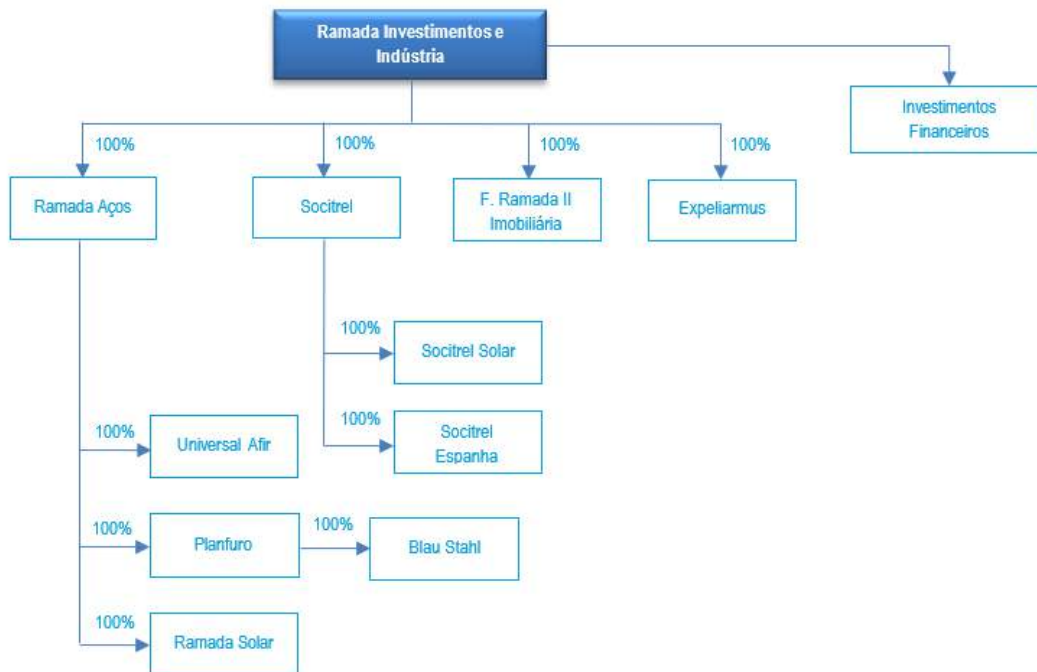 Ramada Investimentos e
Indústria
Investimentos
Financeiros
100%
100%
100%
100%
Ramada Aços
Socitrel
F. Ramada II
Imobiliária
Expeliarmus
100%
Socitrel Solar
100%
Socitrel
Espanha
100%
Universal Afir
100%
Planfuro
100%
Blau Stahl
100%
Ramada Solar